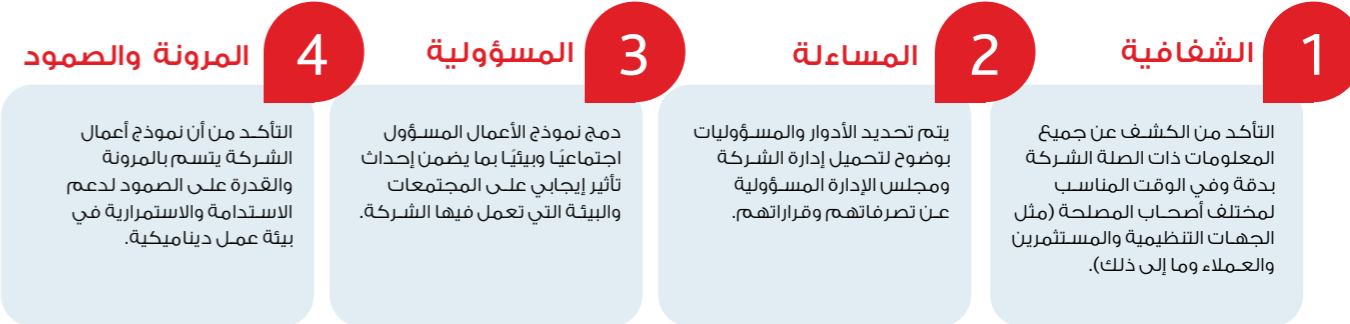 1
الشفافية
التأكد من الكشف عن جميع
المعلومات ذات الصلة الشركة
بدقة وفي الوقت المناسب
لمختلف أصحاب المصلحة (مثل
الجهات التنظيمية والمستثمرين
والعملاء وما إلى ذلك).
2
المساءلة
يتم تحديد الأدوار والمسؤوليات
بوضوح لتحميل إدارة الشركة
ومجلس الإدارة المسؤولية
عن تصرفاتهم وقراراتهم.
3
المسؤولية
دمج نموذج الأعمال المسؤول
اجتماعيًا وبيئيًا بما يضمن إحداث
تأثير إيجابي على المجتمعات
والبيئة التي تعمل فيها الشركة.
4
المرونة والصمود
التأكد من أن نموذج أعمال
الشركة يتسم بالمرونة
والقدرة على الصمود لدعم
الاستدامة والاستمرارية في
بيئة عمل ديناميكية.